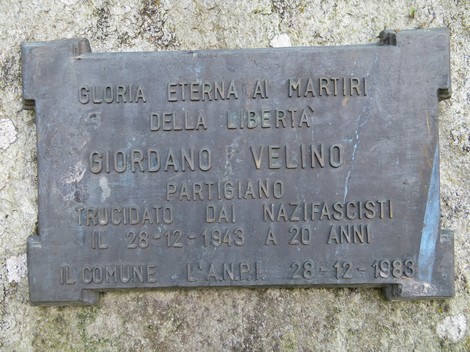 GLORIA ETERNA AI MARTIRI
DELLA LIBERTÀ
GIORDANO VELINO
PARTIGIANO
TRUCIDATO DAI NAZIFASCISTI
IL 28-12-1943 A 20 ANNI
IL COMUNE L'A.N.P.I. 28-12-1983